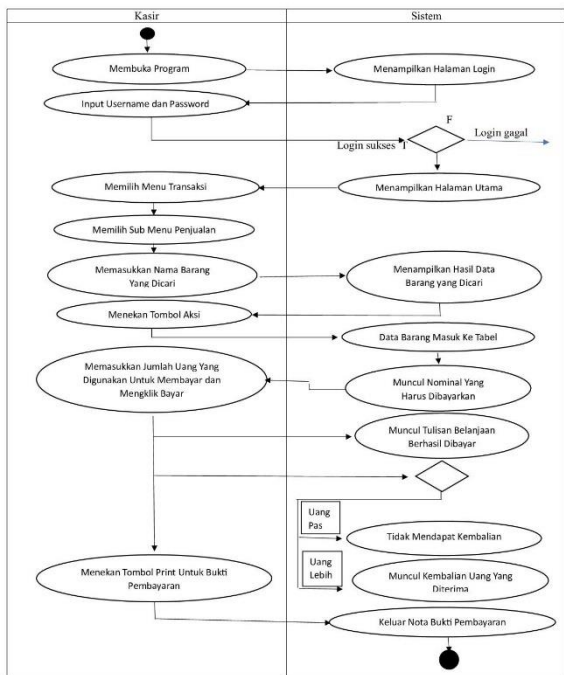 Kasir
Sistem
Membuka Program
Menampilkan Halaman Login
Input Username dan Password
F
Login gagal
Login sukses T
Menampilkan Halaman Utama
Memilih Menu Transaksi
Memilih Sub Menu Penjualan
Memasukkan Nama Barang
Yang Dicari
Menampilkan Hasil Data
Barang yang Dicari
Menekan Tombol Aksi
Data Barang Masuk Ke Tabel
Memasukkan Jumlah Uang Yang
Digunakan Untuk Membayar dan
Mengklik Bayar
Muncul Nominal Yang
Harus Dibayarkan
Muncul Tulisan Belanjaan
Berhasil Dibayar
Uang
Pas
Tidak Mendapat Kembalian
Uang
Lebih
Muncul Kembalian Uang Yang
Diterima
Menekan Tombol Print Untuk Bukti
Pembayaran
Keluar Nota Bukti Pembayaran